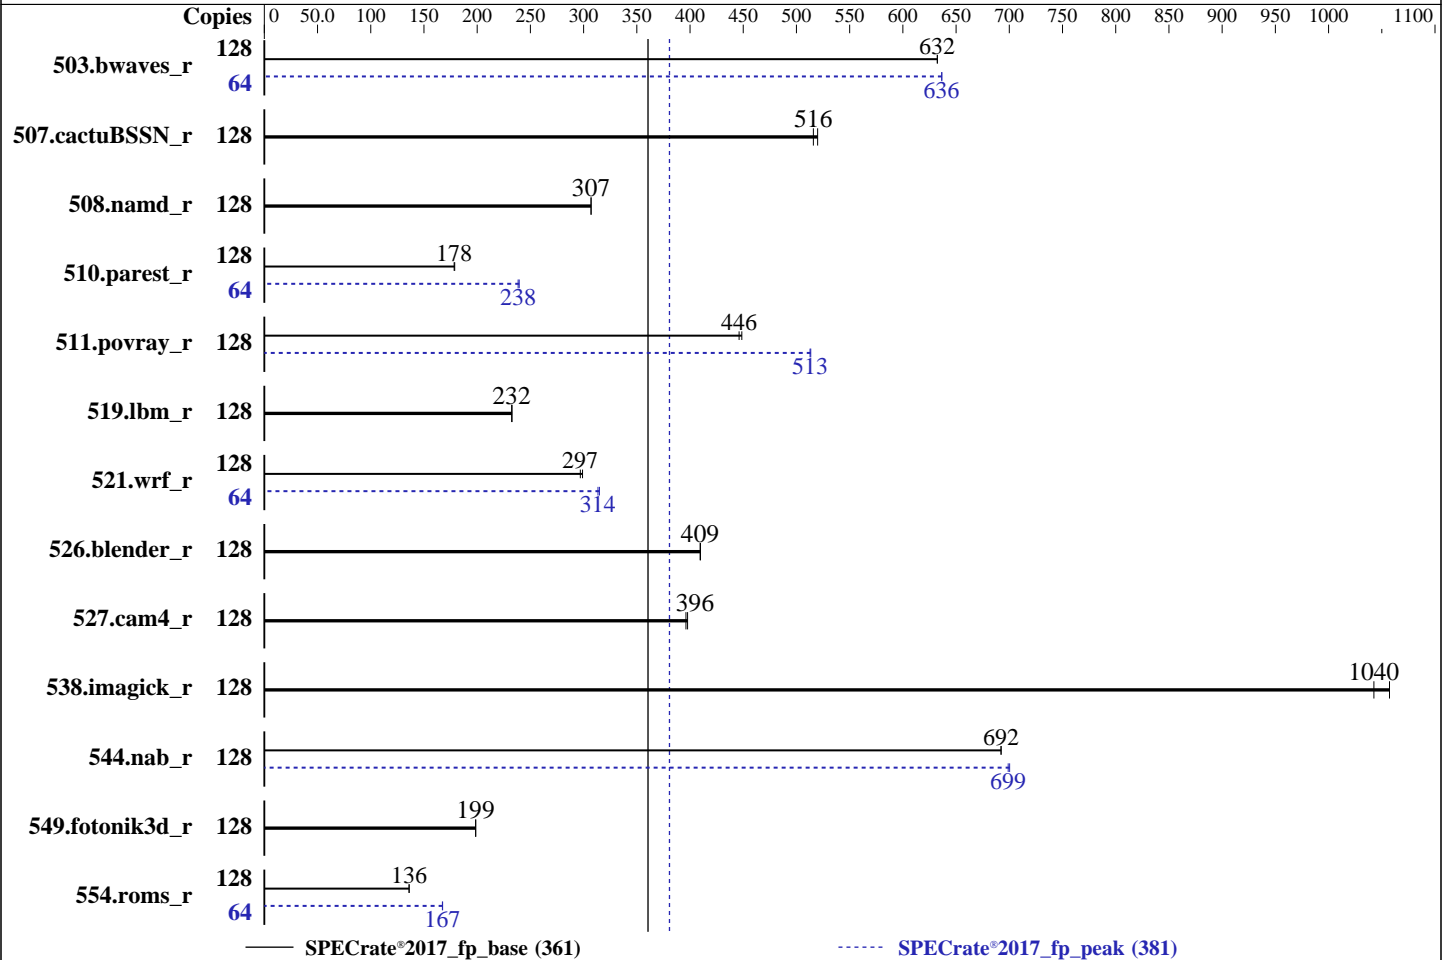 Copies 0 50.0 100 150 200 250 300 350 400 450 500 550 600 650 700 750 800 850 900 950 1000 1100
503.bwaves_r 128 632
64 636
507.cactuBSSN_r 128 516
508.namd_r 128 307
510.parest_r 128 178
64 238
511.povray_r 128 446
513
519.lbm_r 128 232
521.wrf_r 128 297
64 314
526.blender_r 128 409
527.cam4_r 128 396
538.imagick_r 128 1040
544.nab_r 128 692
699
549.fotonik3d_r 128 199
554.roms_r 128 136
64 167
SPECrate®2017_fp_base (361) SPECrate®2017_fp_peak (381)